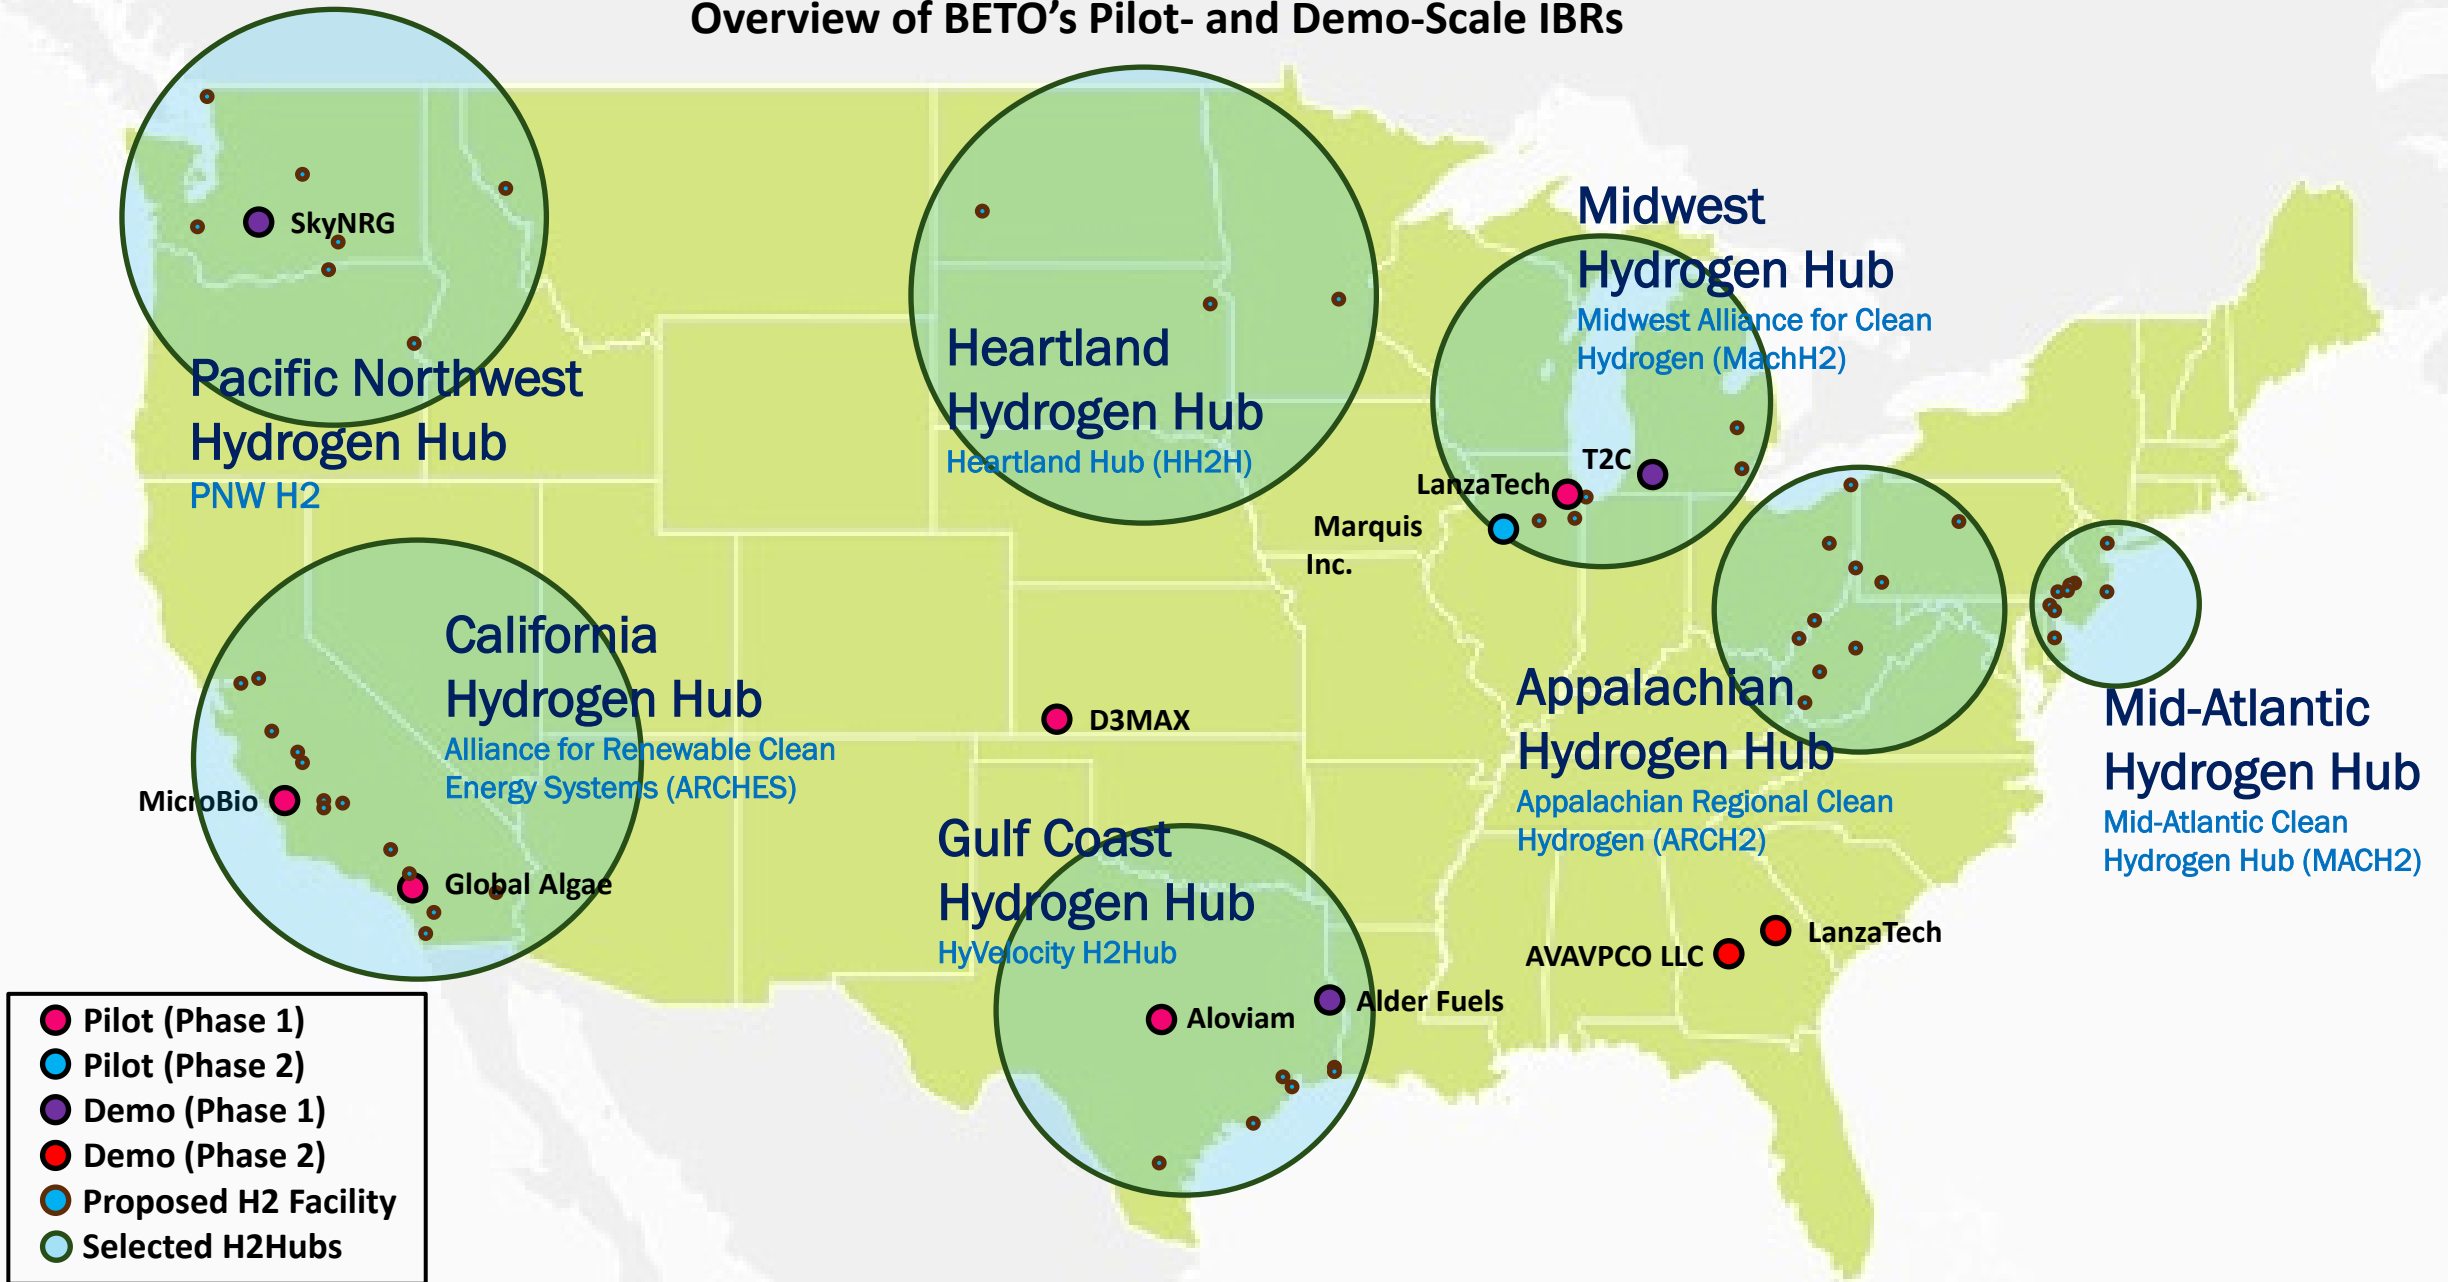 Overview of BETO's Pilot- and Demo-Scale IBRs
SkyNRG
Pacific Northwest
Hydrogen Hub
PNW H2
Heartland
Hydrogen Hub
Heartland Hub (HH2H)
Midwest
Hydrogen Hub
Midwest Alliance for Clean
Hydrogen (MachH2)
T2C
LanzaTech
Marquis
Inc.
California
Hydrogen Hub
Alliance for Renewable Clean
Energy Systems (ARCHES)
MicroBio
Global Algae
D3MAX
Appalachian
Hydrogen Hub
Appalachian Regional Clean
Hydrogen (ARCH2)
Mid-Atlantic
Hydrogen Hub
Mid-Atlantic Clean
Hydrogen Hub (MACH2)
Gulf Coast
Hydrogen Hub
HyVelocity H2Hub
Aloviam
Alder Fuels
AVAVPCO LLC
LanzaTech
Pilot (Phase 1)
Pilot (Phase 2)
Demo (Phase 1)
Demo (Phase 2)
Proposed H2 Facility
Selected H2Hubs